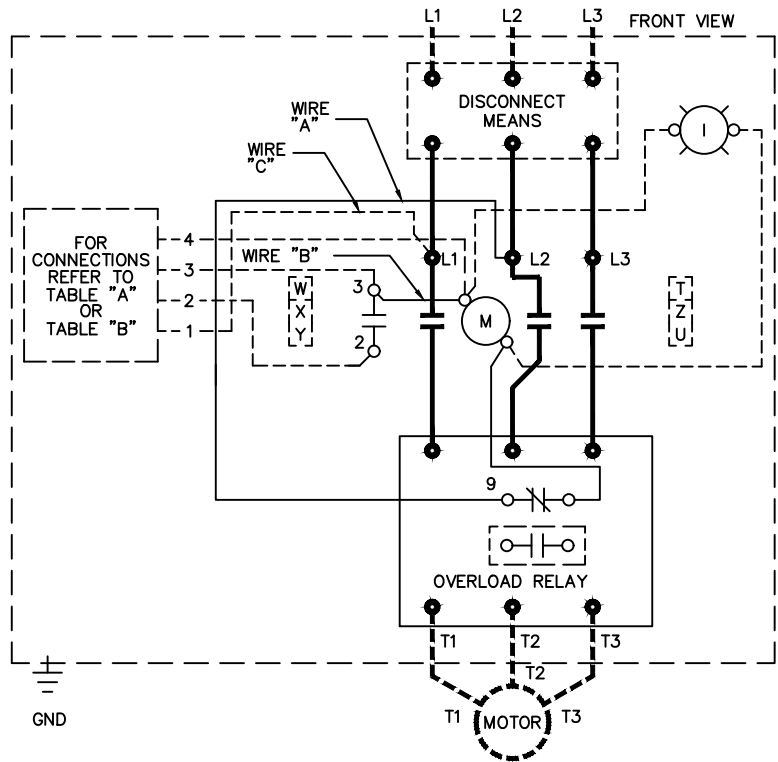 L1 L2 L3 FRONT VIEW
DISCONNECT
MEANS
I
WIRE
"A"
WIRE
"C"
FOR
CONNECTIONS
REFER TO
TABLE "A"
OR
TABLE "B"
4
3
2
1
WIRE "B"
L1 L2 L3
W
X
Y
3
2
M
T
Z
U
9
OVERLOAD RELAY
T1 T2 T3
T2
T1 MOTOR T3
GND